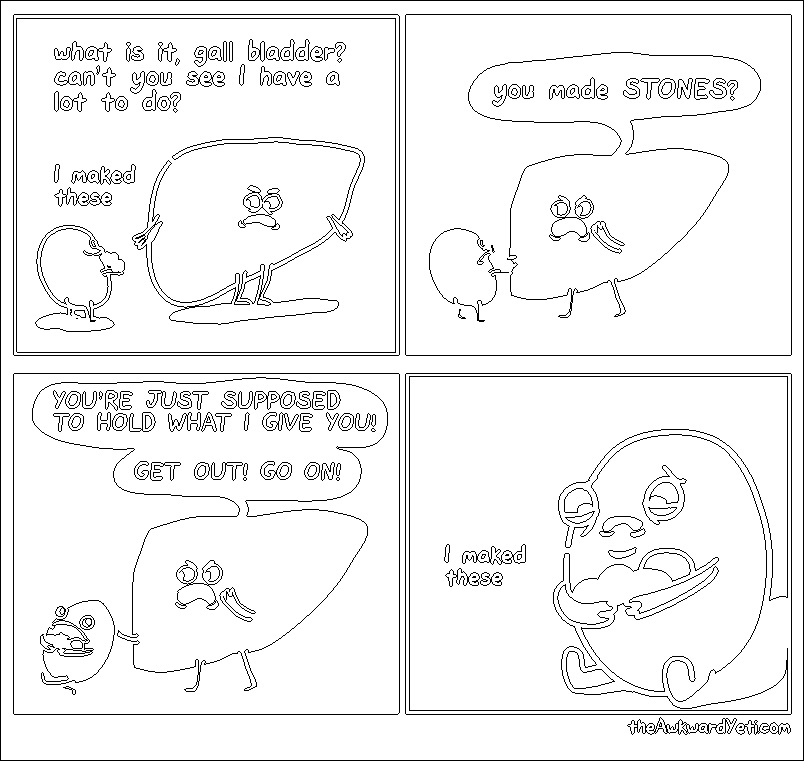 what is it, gall bladder?
can't you see I have a
lot to do?
I maked
these
you made STONES?
YOU'RE JUST SUPPOSED
TO HOLD WHAT I GIVE YOU!
GET OUT! GO ON!
I maked
these
theAwkwardYeti.com